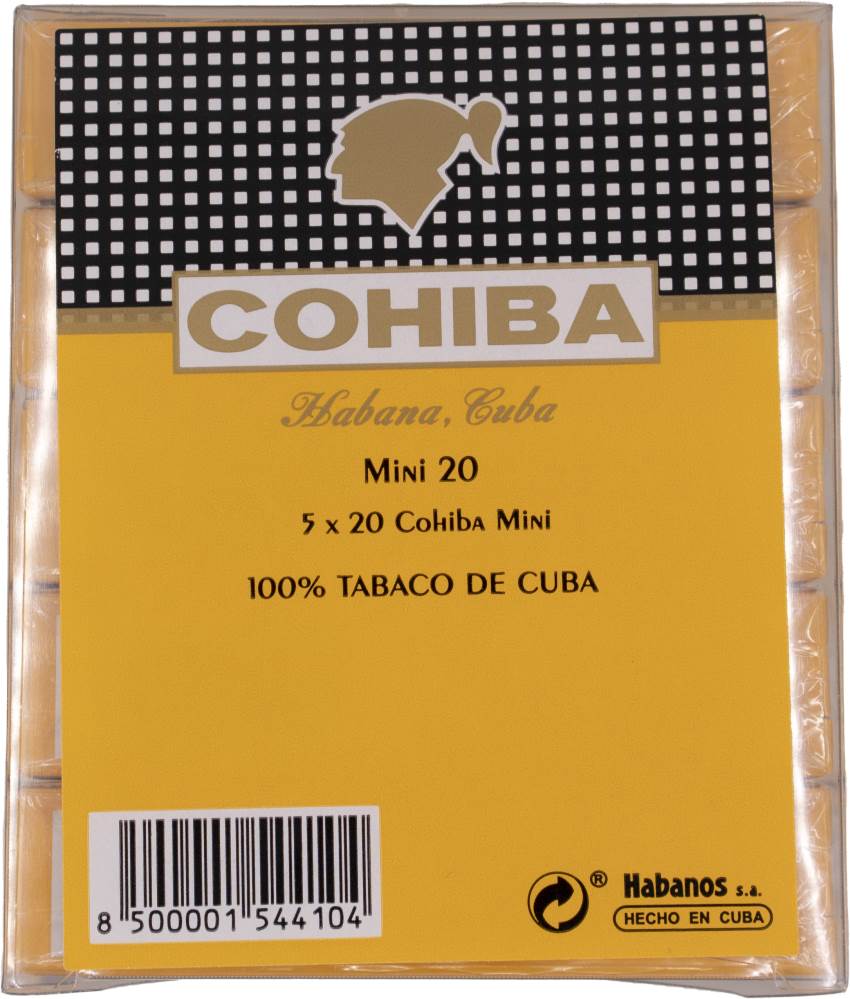 COHIBA
Habana, Cuba
Mini 20
5 x 20 Cohiba Mini
100% TABACO DE CUBA
8 500001 544104
® Habanos s.a.
HECHO EN CUBA